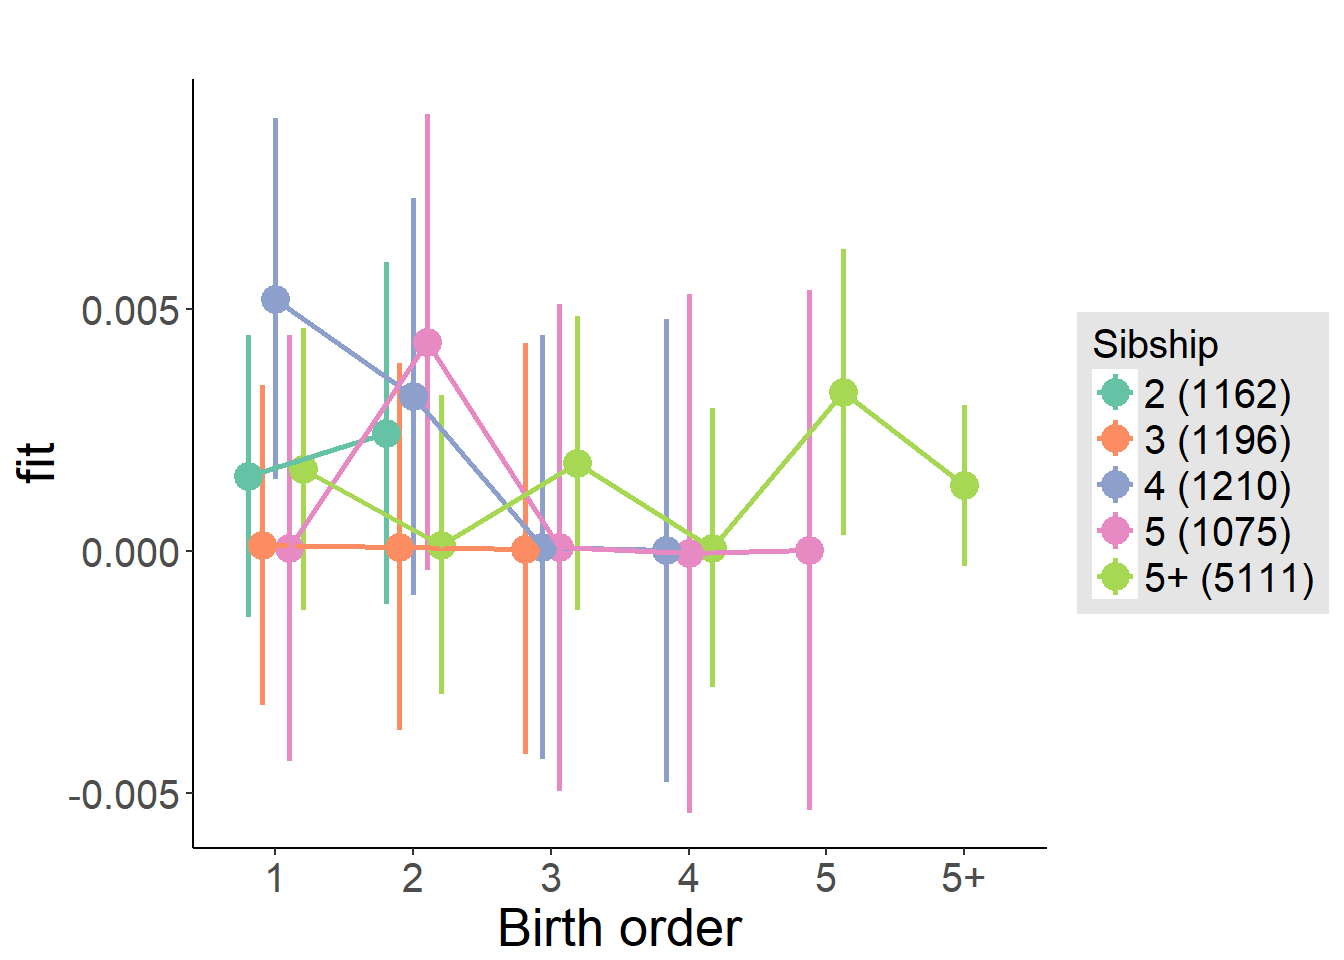 fit
0.005
0.000
-0.005
1 2 3 4 5 5+
Birth order
Sibship
2 (1162)
3 (1196)
4 (1210)
5 (1075)
5+ (5111)